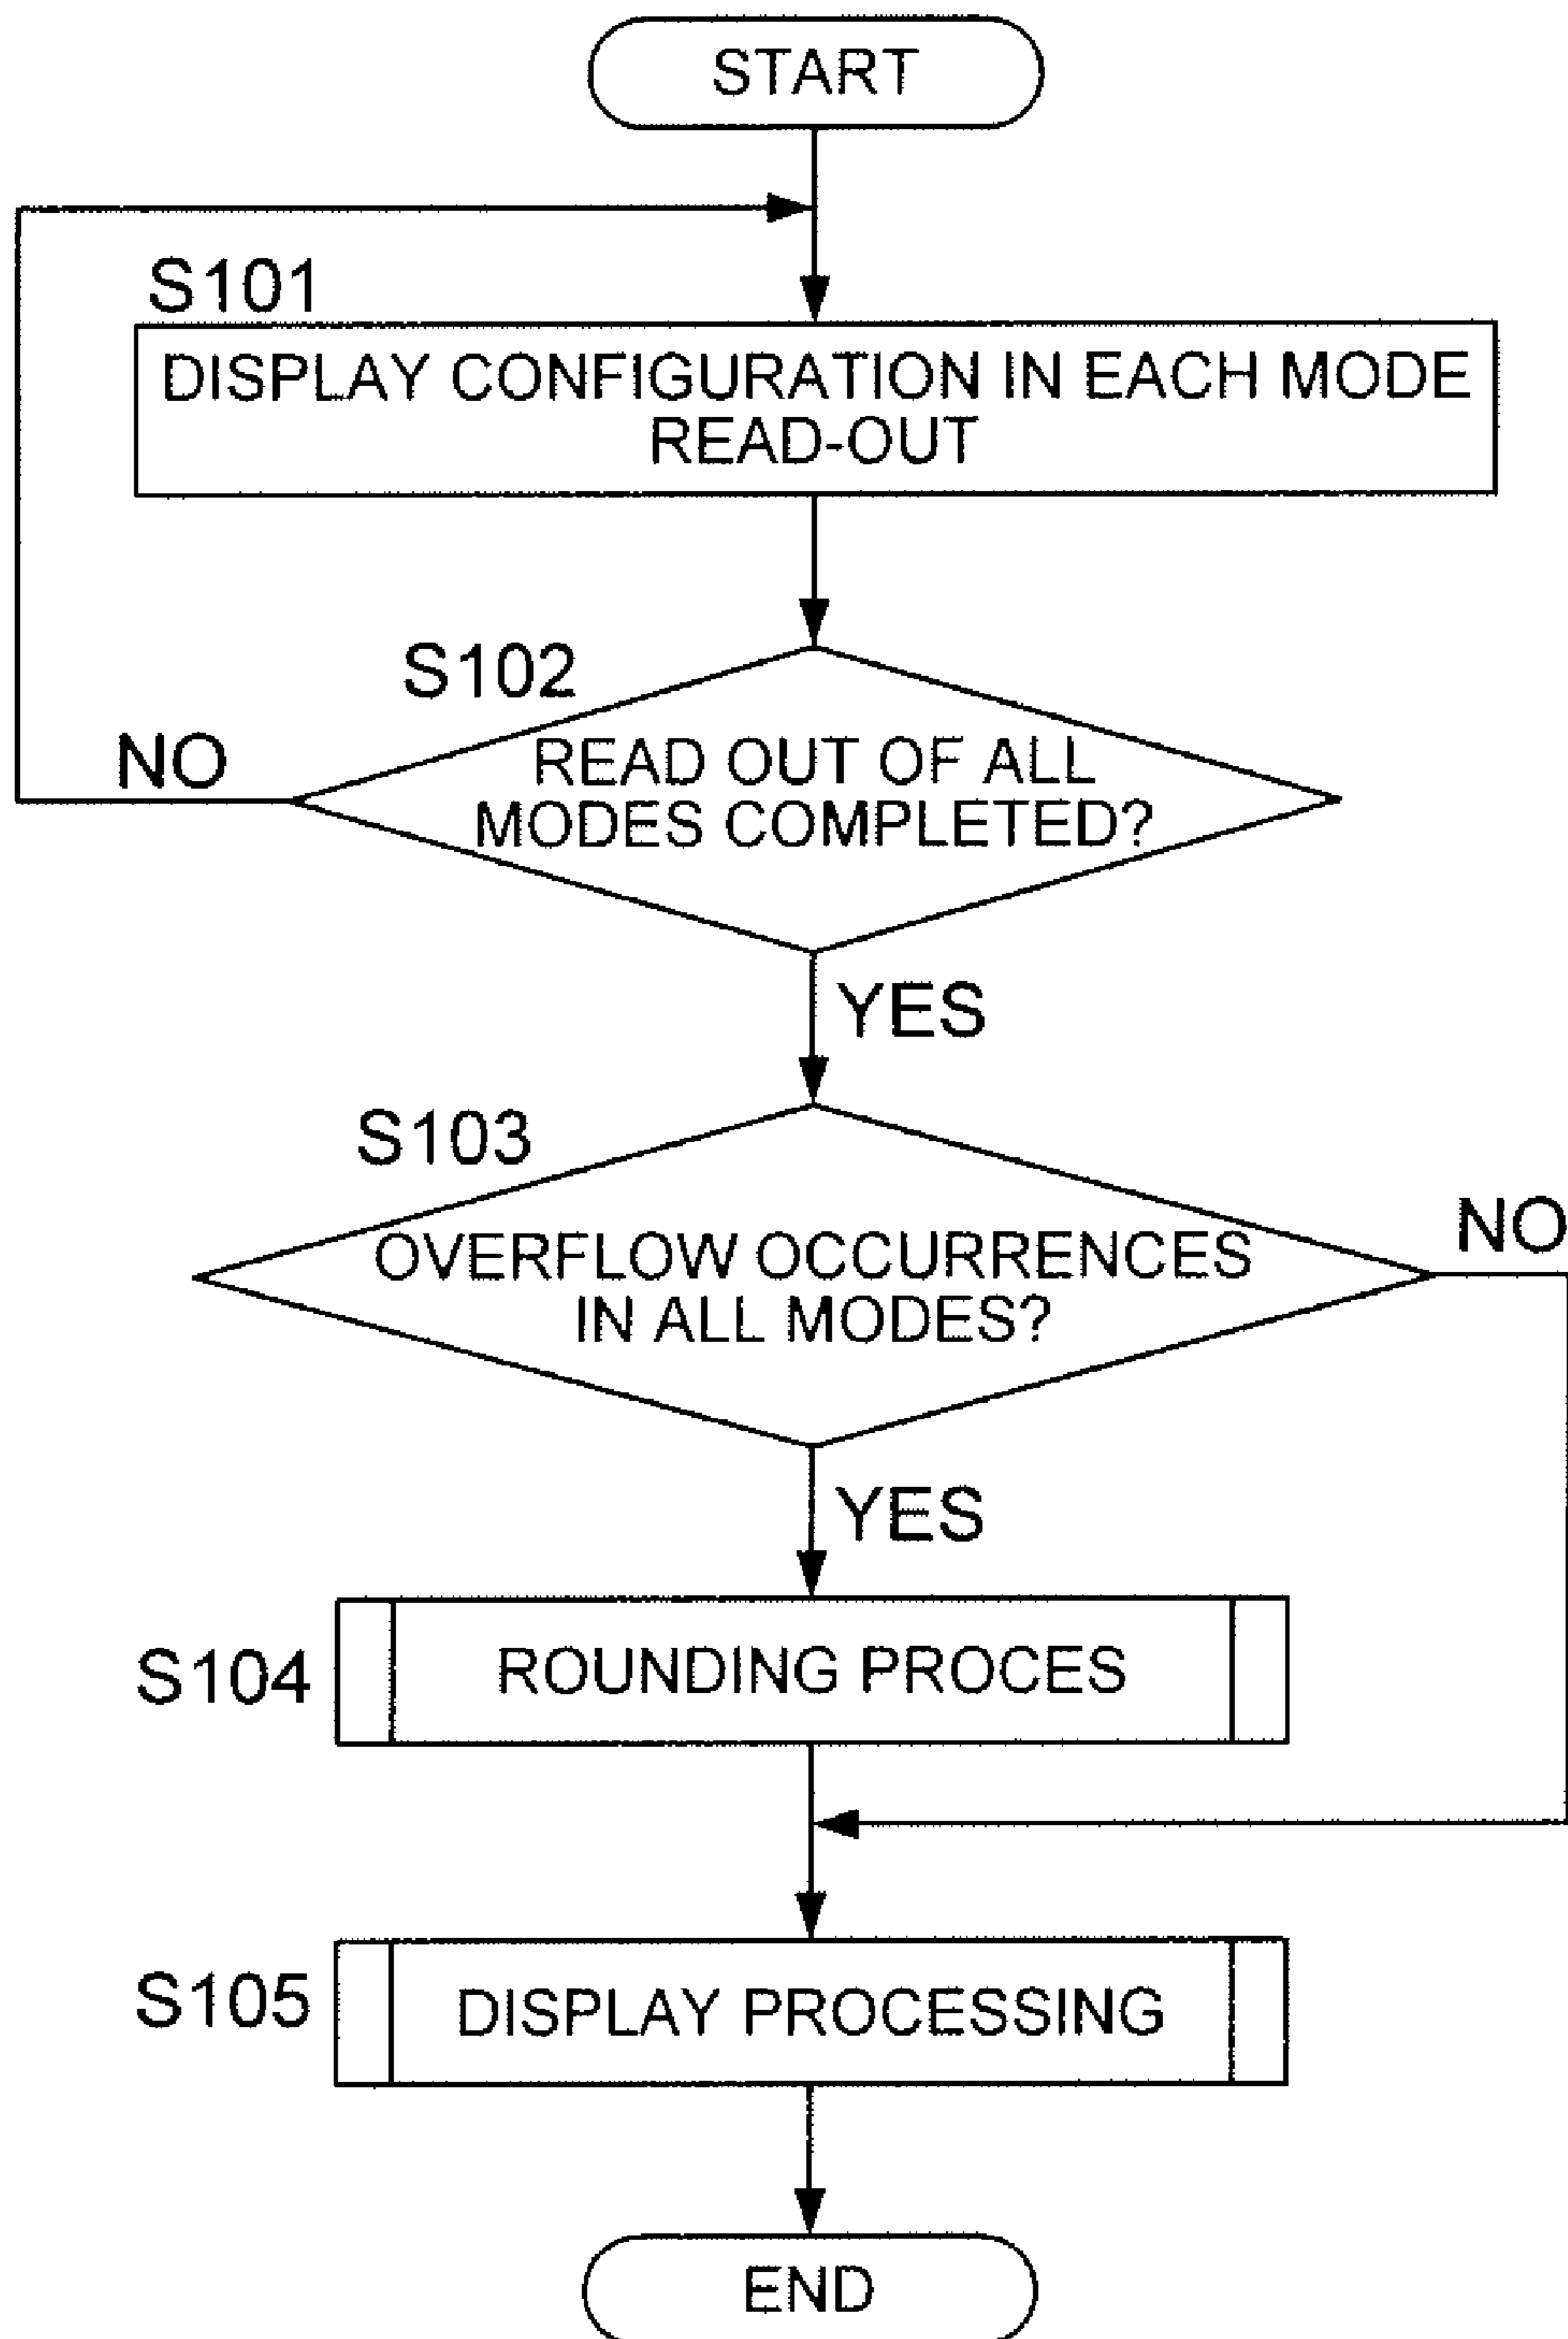 START
S101
DISPLAY CONFIGURATION IN EACH MODE
READ-OUT
S102
NO
READ OUT OF ALL
MODES COMPLETED?
YES
S103
NO
OVERFLOW OCCURRENCES
IN ALL MODES?
YES
S104
ROUNDING PROCES
S105
DISPLAY PROCESSING
END